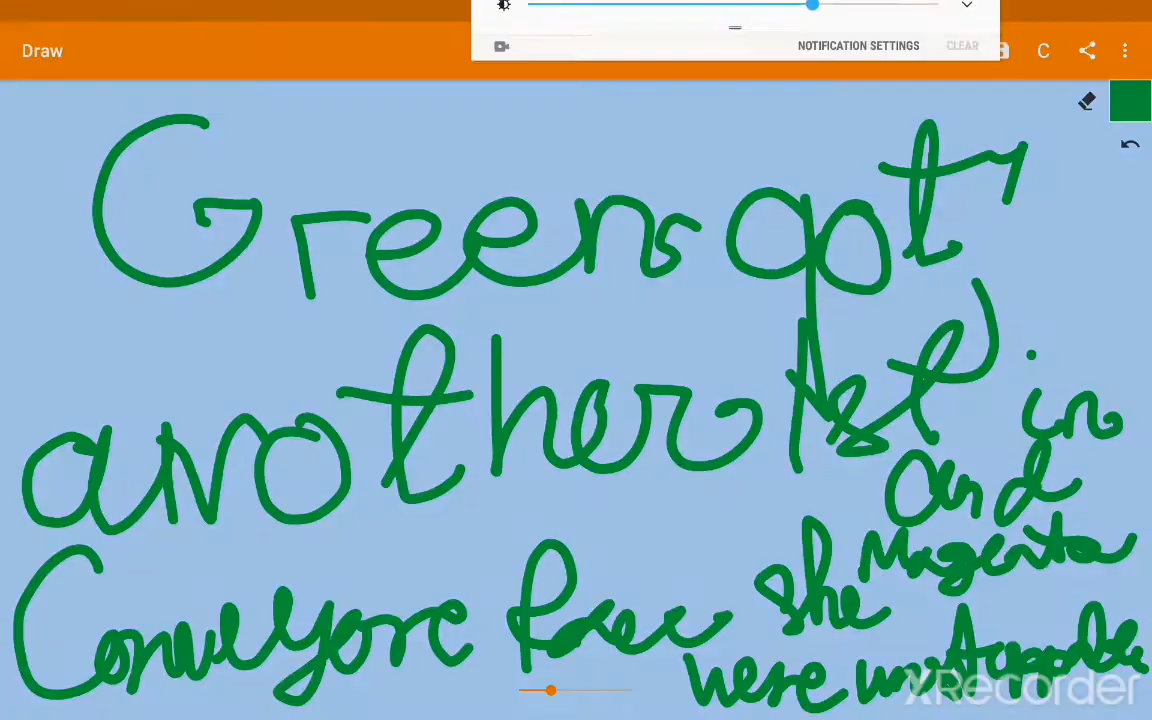 Draw
NOTIFICATION SETTINGS
CLEAR
C
Greens got
another 1st in
Conveyore Race she and Magenta
were unstoppable
XRecorder